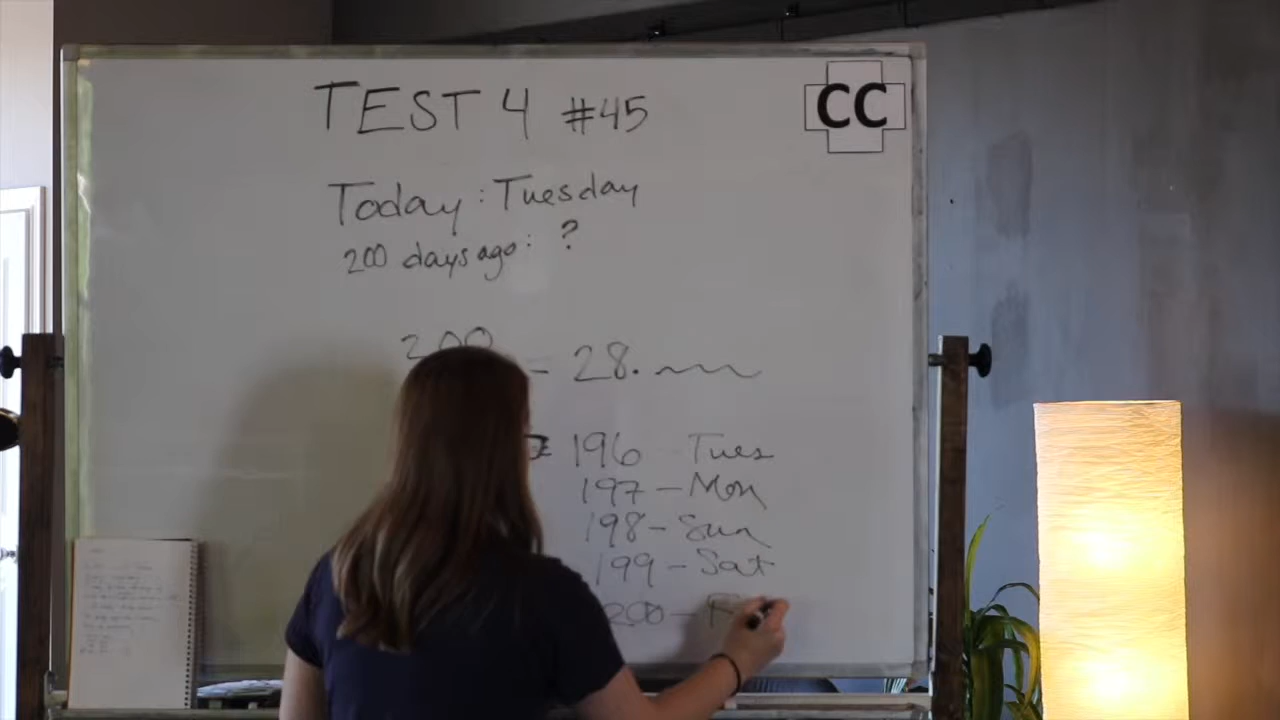 TEST 4 #45
CC
Today: Tuesday
200 days ago: ?
200 = 28.
= 196 Tues
197 - Mon
198 - Sun
199 - Sat
200 -